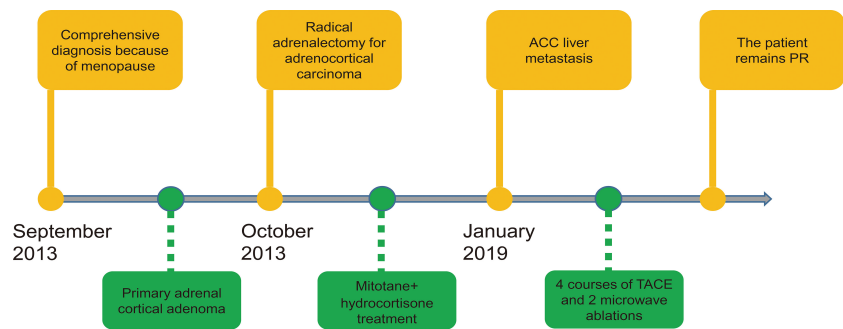 Comprehensive
diagnosis because
of menopause
Radical
adrenalectomy for
adrenocortical
carcinoma
ACC liver
metastasis
The patient
remains PR
September
2013
October
2013
January
2019
Primary adrenal
cortical adenoma
Mitotane+
hydrocortisone
treatment
4 courses of TACE
and 2 microwave
ablations